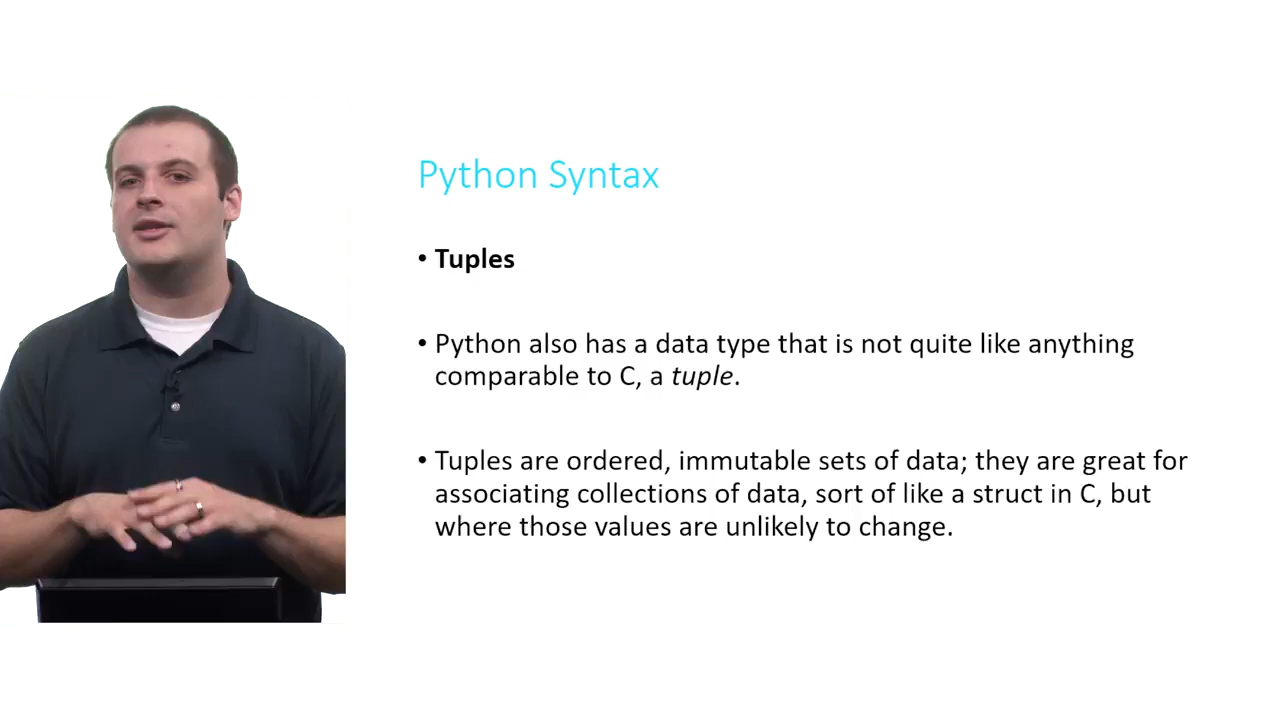 Python Syntax
• Tuples
• Python also has a data type that is not quite like anything
comparable to C, a tuple.
• Tuples are ordered, immutable sets of data; they are great for
associating collections of data, sort of like a struct in C, but
where those values are unlikely to change.